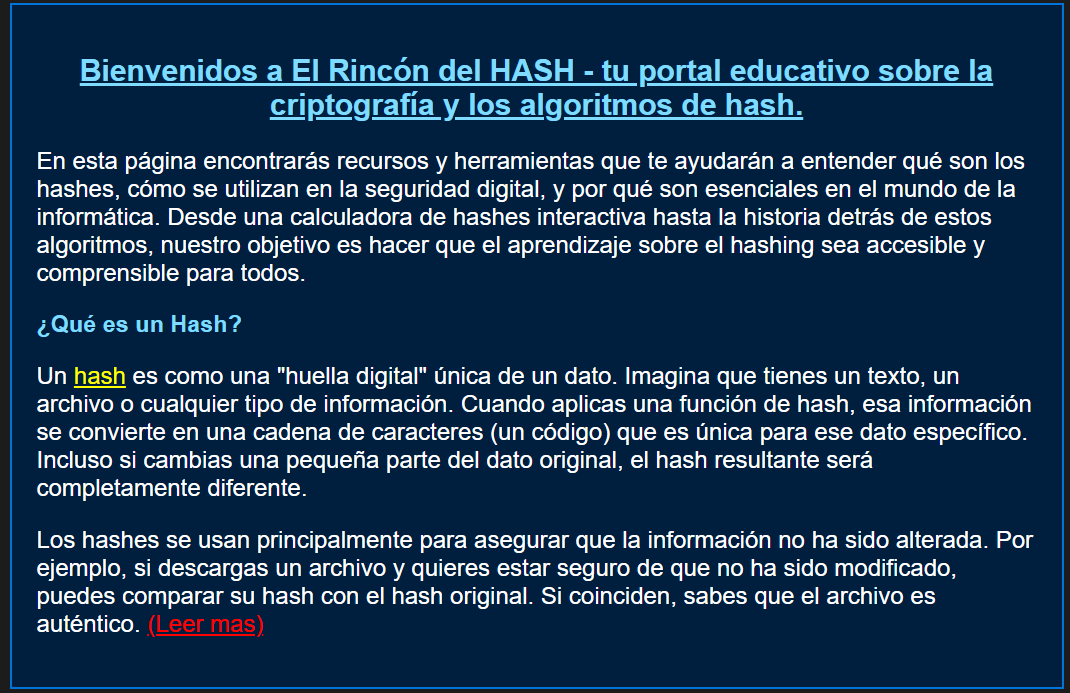 Bienvenidos a El Rincón del HASH - tu portal educativo sobre la
criptografía y los algoritmos de hash.
En esta página encontrarás recursos y herramientas que te ayudarán a entender qué son los
hashes, cómo se utilizan en la seguridad digital, y por qué son esenciales en el mundo de la
informática. Desde una calculadora de hashes interactiva hasta la historia detrás de estos
algoritmos, nuestro objetivo es hacer que el aprendizaje sobre el hashing sea accesible y
comprensible para todos.
¿Qué es un Hash?
Un hash es como una "huella digital" única de un dato. Imagina que tienes un texto, un
archivo o cualquier tipo de información. Cuando aplicas una función de hash, esa información
se convierte en una cadena de caracteres (un código) que es única para ese dato específico.
Incluso si cambias una pequeña parte del dato original, el hash resultante será
completamente diferente.
Los hashes se usan principalmente para asegurar que la información no ha sido alterada. Por
ejemplo, si descargas un archivo y quieres estar seguro de que no ha sido modificado,
puedes comparar su hash con el hash original. Si coinciden, sabes que el archivo es
auténtico. (Leer mas)